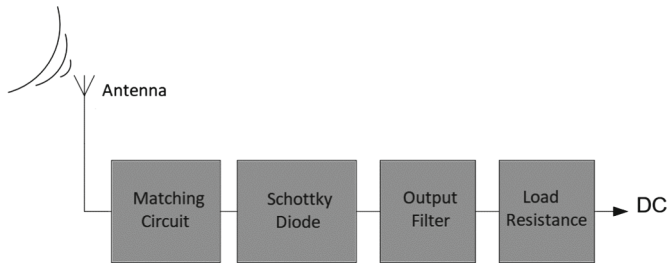 Antenna
Matching
Circuit
Schottky
Diode
Output
Filter
Load
Resistance
DC